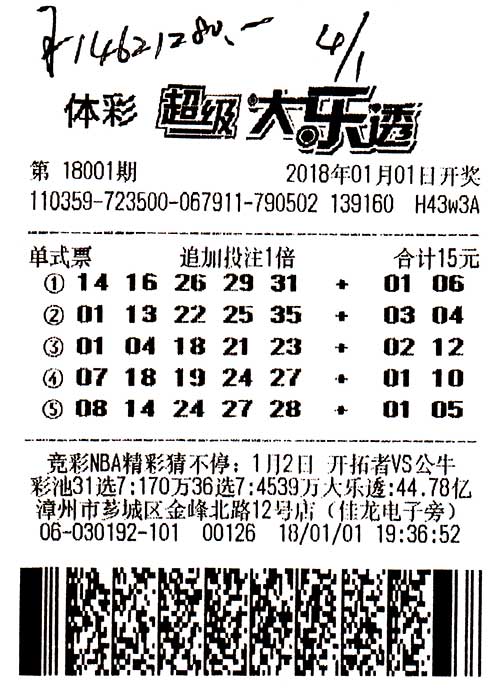 ¥14621280.- 4/1
体彩 超级大乐透
第 18001期 2018年01月01日开奖
110359-723500-067911-790502 139160 H43w3A
单式票 追加投注1倍 合计15元
① 14 16 26 29 31 + 01 06
② 01 13 22 25 35 + 03 04
③ 01 04 18 21 23 + 02 12
④ 07 18 19 24 27 + 01 10
⑤ 08 14 24 27 28 + 01 05
竞彩NBA精彩猜不停:1月2日 开拓者VS公牛
彩池31选7:170万36选7:4539万大乐透:44.78亿
漳州市芗城区金峰北路12号店(佳龙电子旁)
06-030192-101 00126 18/01/01 19:36:52